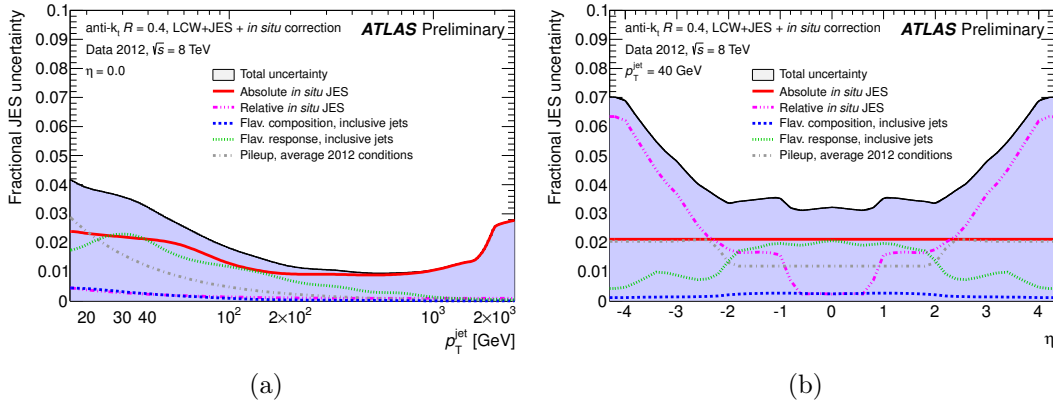 Fractional JES uncertainty
0.1
0.09
0.08
0.07
0.06
0.05
0.04
0.03
0.02
0.01
0
anti-kt R = 0.4, LCW+JES + in situ correction
ATLAS Preliminary
Data 2012, √s = 8 TeV
η = 0.0
Total uncertainty
Absolute in situ JES
Relative in situ JES
Flav. composition, inclusive jets
Flav. response, inclusive jets
Pileup, average 2012 conditions
20 30 40 10² 2×10² 10³ 2×10³
p_T^jet [GeV]
(a)
Fractional JES uncertainty
0.1
0.09
0.08
0.07
0.06
0.05
0.04
0.03
0.02
0.01
0
anti-kt R = 0.4, LCW+JES + in situ correction
ATLAS Preliminary
Data 2012, √s = 8 TeV
p_T^jet = 40 GeV
Total uncertainty
Absolute in situ JES
Relative in situ JES
Flav. composition, inclusive jets
Flav. response, inclusive jets
Pileup, average 2012 conditions
-4 -3 -2 -1 0 1 2 3 4
η
(b)